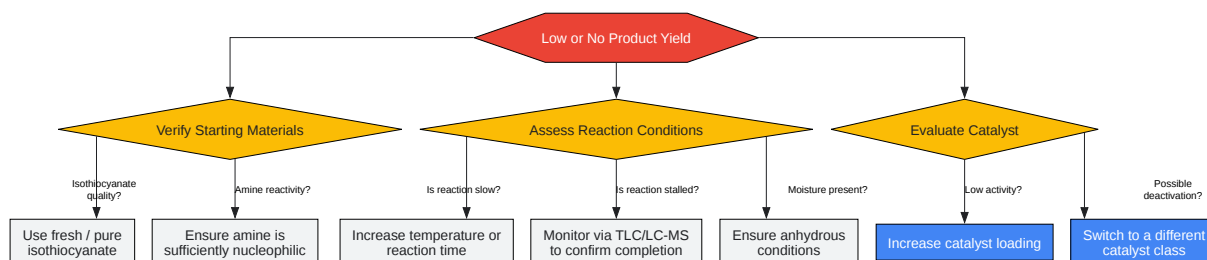 Low or No Product Yield
Verify Starting Materials
Assess Reaction Conditions
Evaluate Catalyst
Isothiocyanate
quality?
Amine reactivity?
Is reaction slow?
Is reaction stalled?
Moisture present?
Low activity?
Possible
deactivation?
Use fresh / pure
isothiocyanate
Ensure amine is
sufficiently nucleophilic
Increase temperature or
reaction time
Monitor via TLC/LC-MS
to confirm completion
Ensure anhydrous
conditions
Increase catalyst loading
Switch to a different
catalyst class